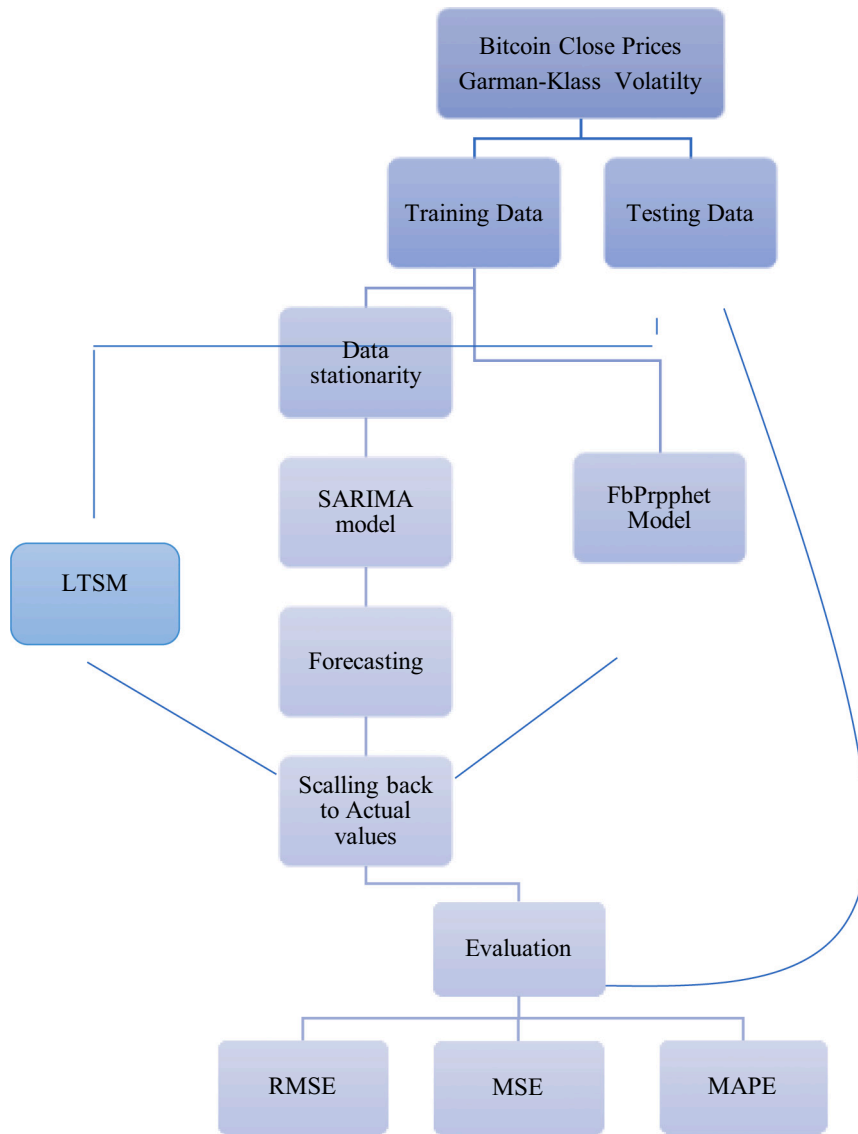 Bitcoin Close Prices
Garman-Klass Volatilty
Training Data
Testing Data
Data
stationarity
SARIMA
model
FbPrpphet
Model
LTSM
Forecasting
Scalling back
to Actual
values
Evaluation
RMSE
MSE
MAPE